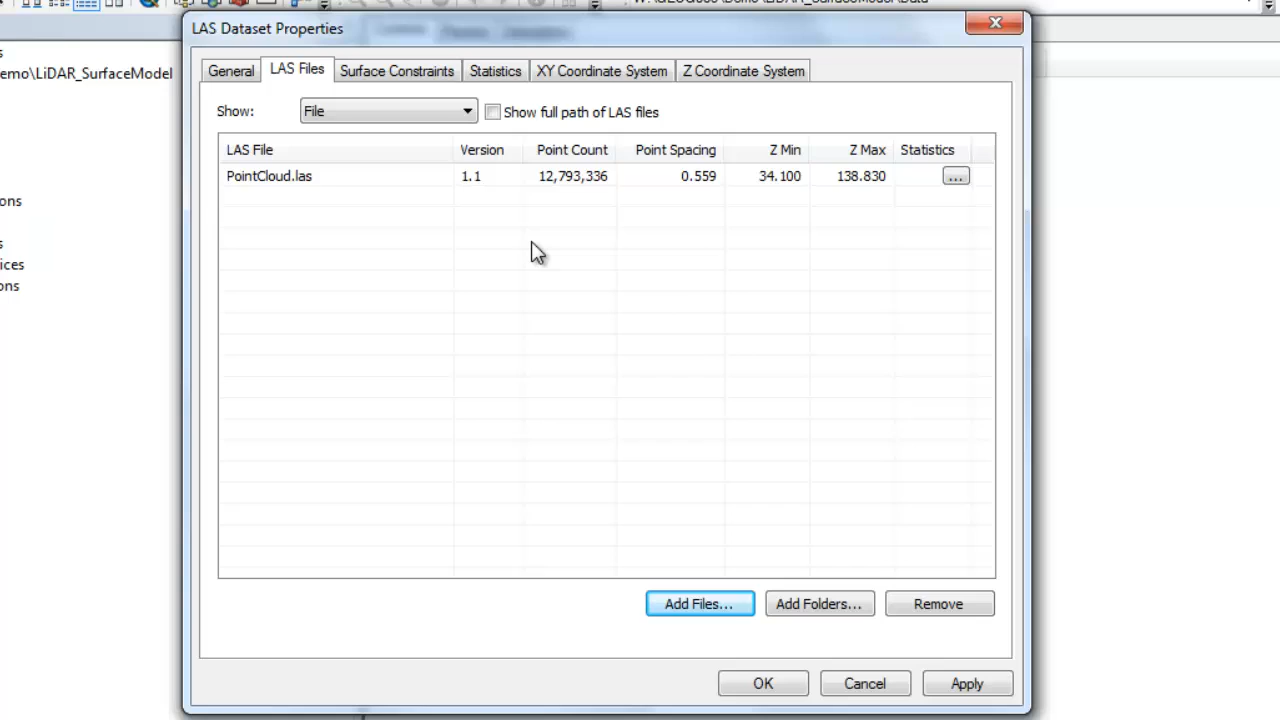 LAS Dataset Properties
General LAS Files Surface Constraints Statistics XY Coordinate System Z Coordinate System
emo\LiDAR_SurfaceModel
Show: File Show full path of LAS files
LAS File Version Point Count Point Spacing Z Min Z Max Statistics
PointCloud.las 1.1 12,793,336 0.559 34.100 138.830 ...
ons
s
ices
ons
Add Files... Add Folders... Remove
OK Cancel Apply